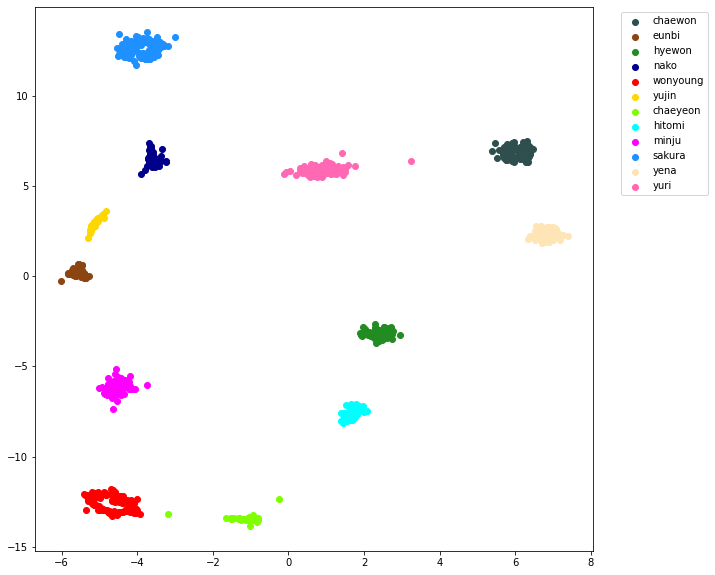 chaewon
eunbi
hyewon
nako
wonyoung
yujin
chaeyeon
hitomi
minju
sakura
yena
yuri
10
5
0
−5
−10
−15
−6 −4 −2 0 2 4 6 8